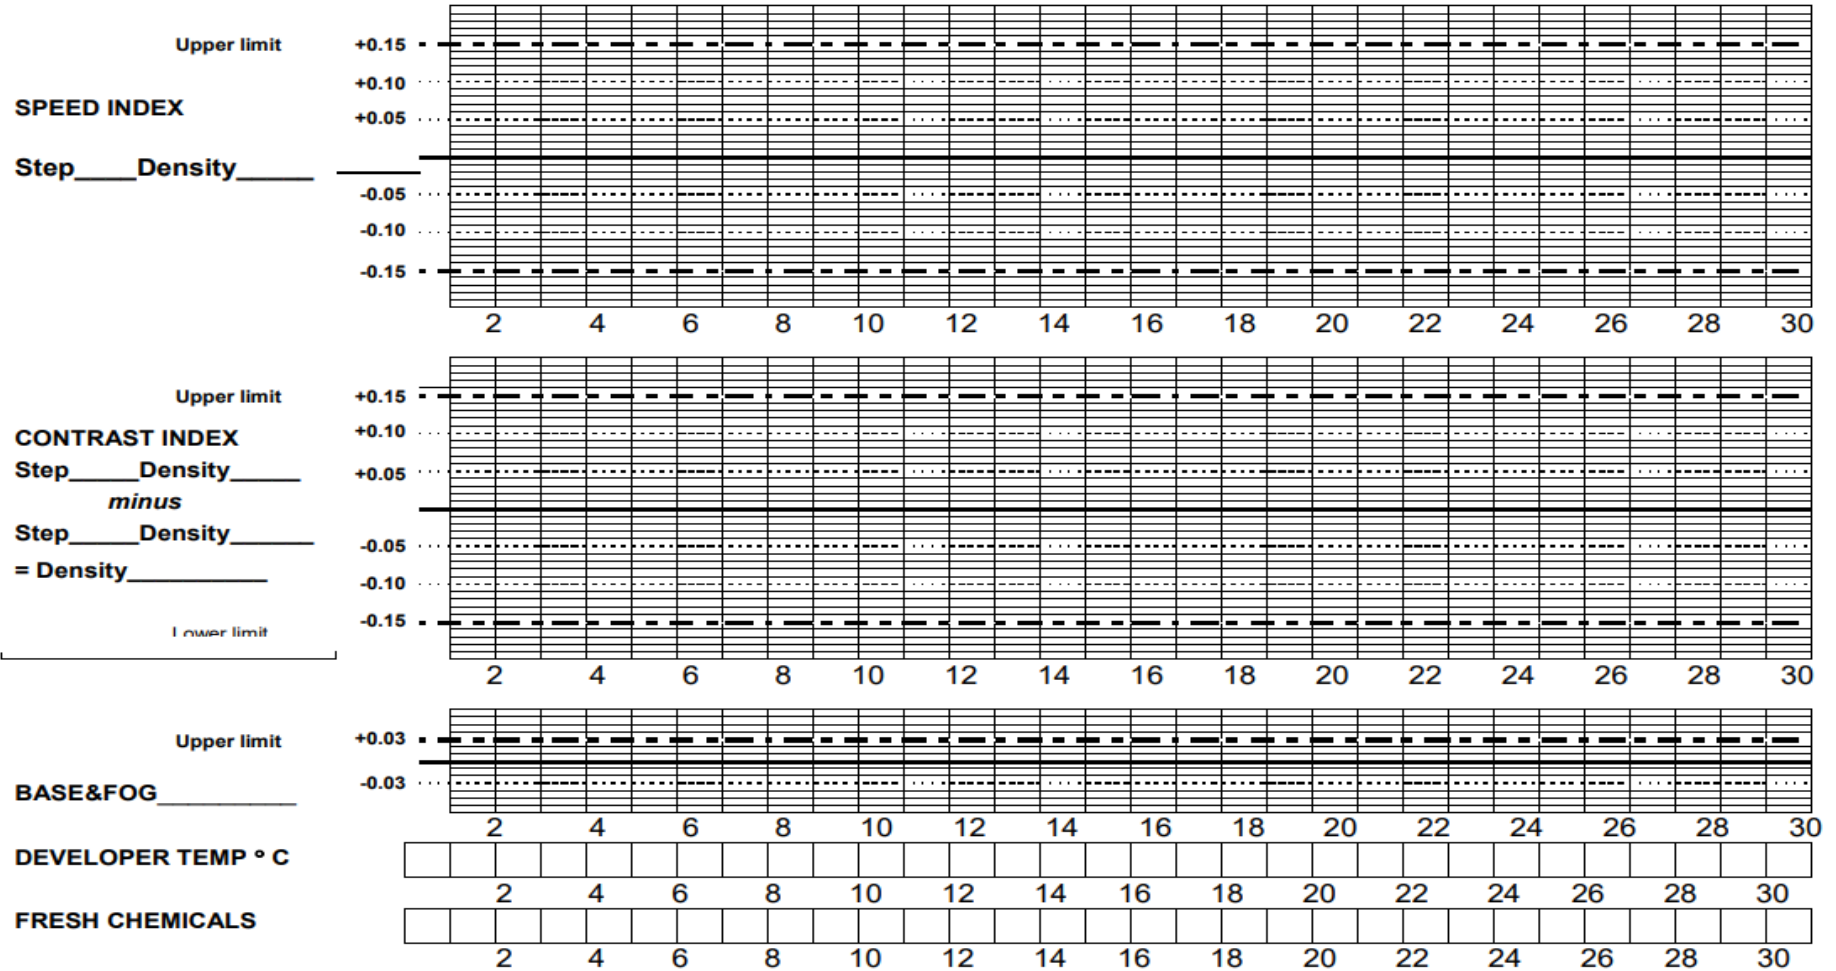 Upper limit +0.15
+0.10
SPEED INDEX
+0.05
Step____Density_____
-0.05
-0.10
-0.15
2 4 6 8 10 12 14 16 18 20 22 24 26 28 30
Upper limit +0.15
CONTRAST INDEX +0.10
Step_____Density_____ +0.05
minus
Step_____Density______
-0.05
= Density__________ -0.10
-0.15
Lower limit
2 4 6 8 10 12 14 16 18 20 22 24 26 28 30
Upper limit +0.03
-0.03
BASE&FOG__________
2 4 6 8 10 12 14 16 18 20 22 24 26 28 30
DEVELOPER TEMP º C
2 4 6 8 10 12 14 16 18 20 22 24 26 28 30
FRESH CHEMICALS
2 4 6 8 10 12 14 16 18 20 22 24 26 28 30